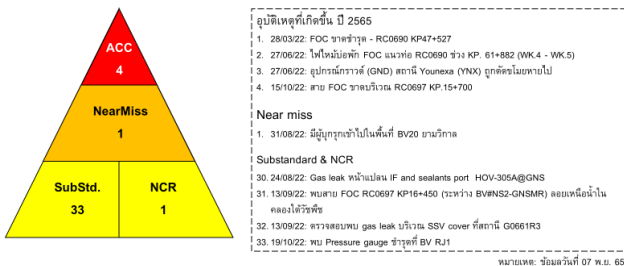 ACC
4
NearMiss
1
SubStd.
33
NCR
1
อุบัติเหตุที่เกิดขึ้น ปี 2565
1. 28/03/22: FOC ขาดชำรุด - RC0690 KP47+527
2. 27/06/22: ไฟไหม้บ่อพัก FOC แนวท่อ RC0690 ช่วง KP. 61+882 (WK.4 - WK.5)
3. 27/06/22: อุปกรณ์กราวด์ (GND) สถานี Younexa (YNX) ถูกตัดขโมยหายไป
4. 15/10/22: สาย FOC ขาดบริเวณ RC0697 KP.15+700
Near miss
1. 31/08/22: มีผู้บุกรุกเข้าไปในพื้นที่ BV20 ยามวิกาล
Substandard & NCR
30. 24/08/22: Gas leak หน้าแปลน IF and sealants port HOV-305A@GNS
31. 13/09/22: พบสาย FOC RC0697 KP16+450 (ระหว่าง BV#NS2-GNSMR) ลอยเหนือน้ำใน
คลองใต้วัชพืช
32. 13/09/22: ตรวจสอบพบ gas leak บริเวณ SSV cover ที่สถานี G0661R3
33. 19/10/22: พบ Pressure gauge ชำรุดที่ BV RJ1
หมายเหตุ: ข้อมูลวันที่ 07 พ.ย. 65